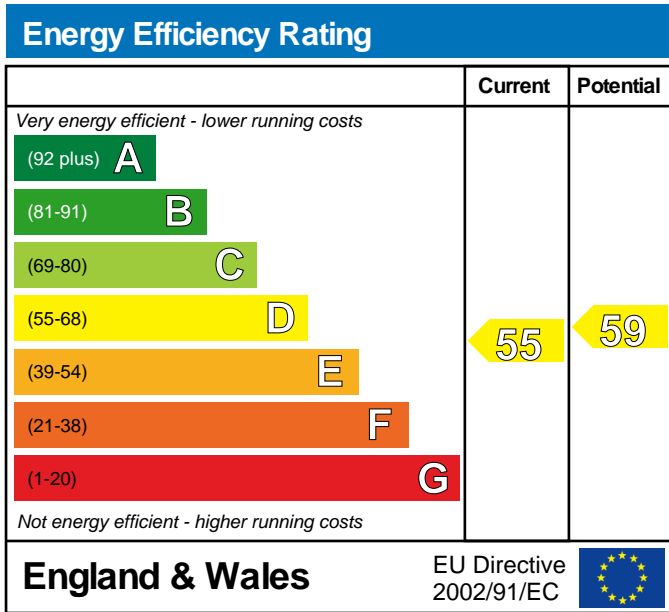 Energy Efficiency Rating
Current Potential
Very energy efficient - lower running costs
(92 plus) A
(81-91) B
(69-80) C
(55-68) D
(39-54) E
(21-38) F
(1-20) G
55 59
Not energy efficient - higher running costs
England & Wales
EU Directive
2002/91/EC